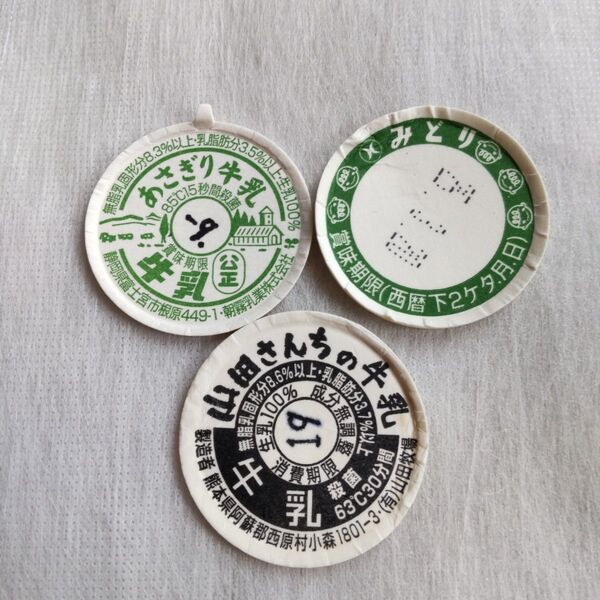 無脂乳固形分8.3%以上・乳脂肪分3.5%以上・生乳100%
あさぎり牛乳
85℃15秒間殺菌
賞味期限
公正
静岡県富士宮市根原449-1・朝霧乳業株式会社
みどり
賞味期限(西暦下2ケタ.月.日)
山田さんちの牛乳
無脂乳固形分8.6%以上・乳脂肪分3.7%以上
生乳100% 成分無調整
19
消費期限
牛乳
殺菌
63℃30分間
製造者 熊本県阿蘇郡西原村小森1801-3・(有)山田牧場